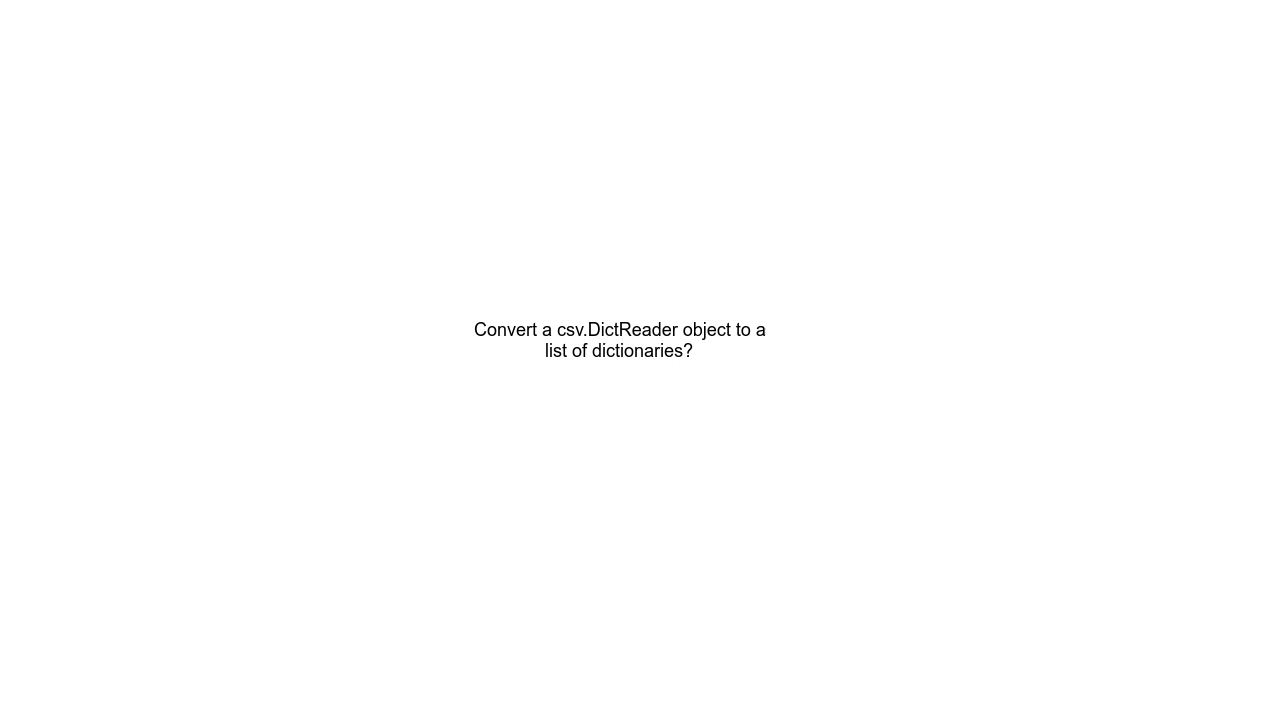 Convert a csv.DictReader object to a
list of dictionaries?